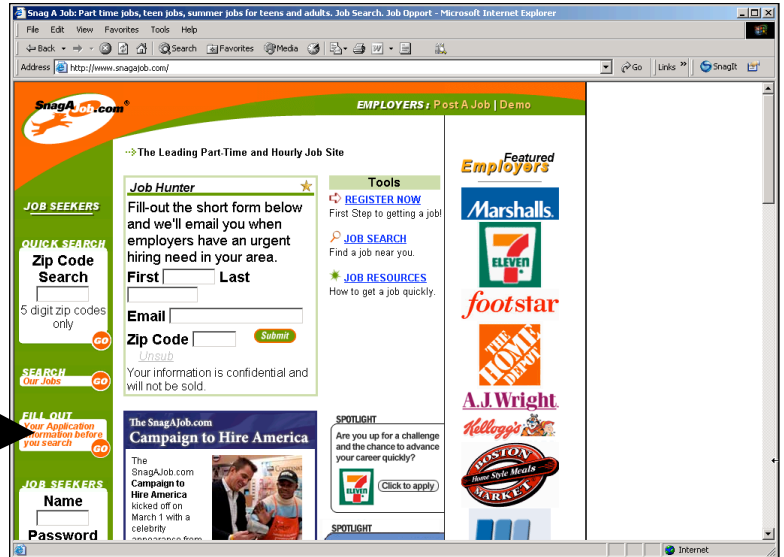 Snag A Job: Part time jobs, teen jobs, summer jobs for teens and adults. Job Search. Job Opport - Microsoft Internet Explorer
File Edit View Favorites Tools Help
Back Search Favorites Media
Address http://www.snagajob.com/ Go Links » SnagIt
SnagAJob.com®
EMPLOYERS: Post A Job | Demo
The Leading Part-Time and Hourly Job Site
JOB SEEKERS
QUICK SEARCH
Zip Code
Search
5 digit zip codes
only
GO
SEARCH
Our Jobs GO
FILL OUT
Your Application
Information before
you search
GO
JOB SEEKERS
Name
Password
Job Hunter
Fill-out the short form below
and we'll email you when
employers have an urgent
hiring need in your area.
First Last
Email
Zip Code Submit
Unsub
Your information is confidential and
will not be sold.
Tools
REGISTER NOW
First Step to getting a job!
JOB SEARCH
Find a job near you.
JOB RESOURCES
How to get a job quickly.
The SnagAJob.com
Campaign to Hire America
The
SnagAJob.com
Campaign to
Hire America
kicked off on
March 1 with a
celebrity
appearance from
SPOTLIGHT
Are you up for a challenge
and the chance to advance
your career quickly?
ELEVEN
Click to apply
SPOTLIGHT
Featured
Employers
Marshalls.
ELEVEN
footstar
THE
HOME
DEPOT
A.J.Wright.
Kellogg's
BOSTON
Home Style Meals
MARKET
Internet